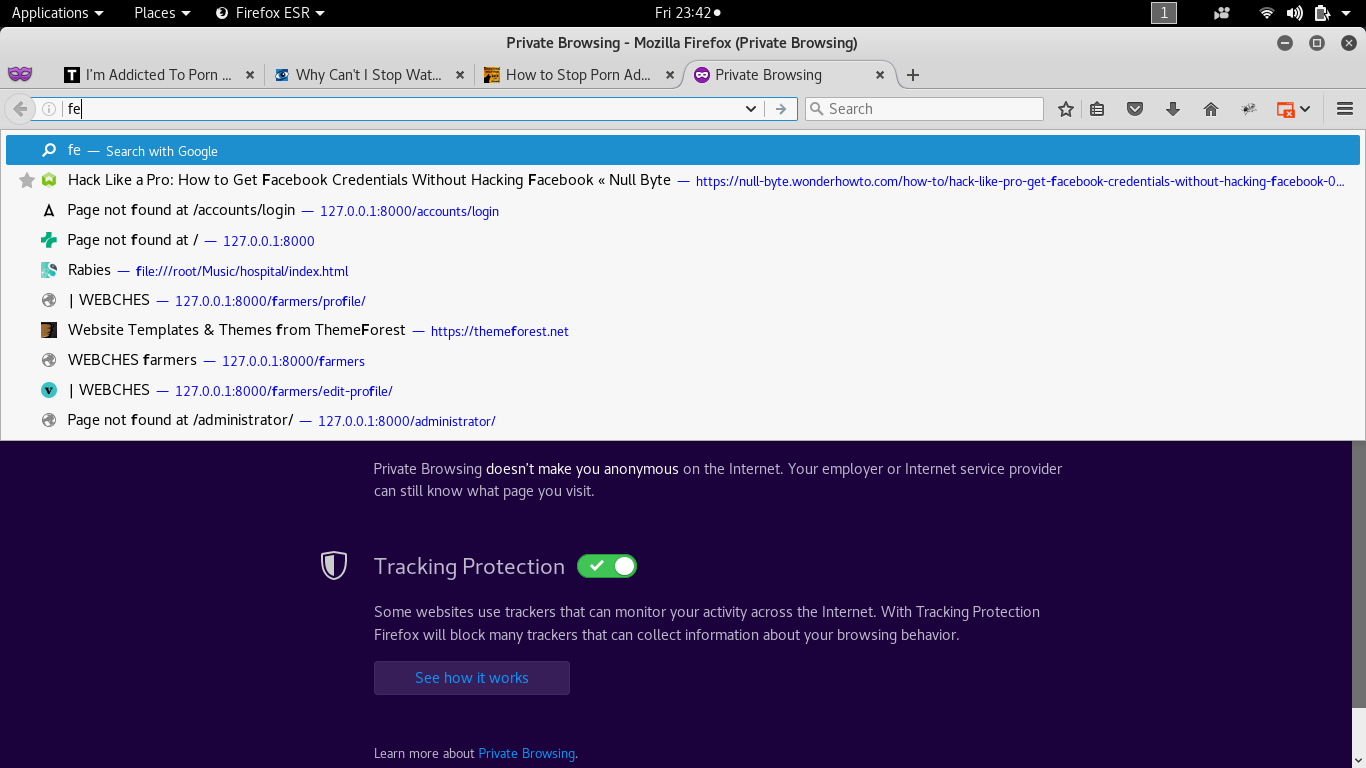 Applications Places Firefox ESR Fri 23:42 1
Private Browsing - Mozilla Firefox (Private Browsing)
I'm Addicted To Porn ... Why Can't I Stop Wat... How to Stop Porn Ad... Private Browsing
fe Search
fe — Search with Google
Hack Like a Pro: How to Get Facebook Credentials Without Hacking Facebook « Null Byte — https://null-byte.wonderhowto.com/how-to/hack-like-pro-get-facebook-credentials-without-hacking-facebook-0...
Page not found at /accounts/login — 127.0.0.1:8000/accounts/login
Page not found at / — 127.0.0.1:8000
Rabies — file:///root/Music/hospital/index.html
| WEBCHES — 127.0.0.1:8000/farmers/profile/
Website Templates & Themes from ThemeForest — https://themeforest.net
WEBCHES farmers — 127.0.0.1:8000/farmers
| WEBCHES — 127.0.0.1:8000/farmers/edit-profile/
Page not found at /administrator/ — 127.0.0.1:8000/administrator/
Private Browsing doesn't make you anonymous on the Internet. Your employer or Internet service provider
can still know what page you visit.
Tracking Protection
Some websites use trackers that can monitor your activity across the Internet. With Tracking Protection
Firefox will block many trackers that can collect information about your browsing behavior.
See how it works
Learn more about Private Browsing.